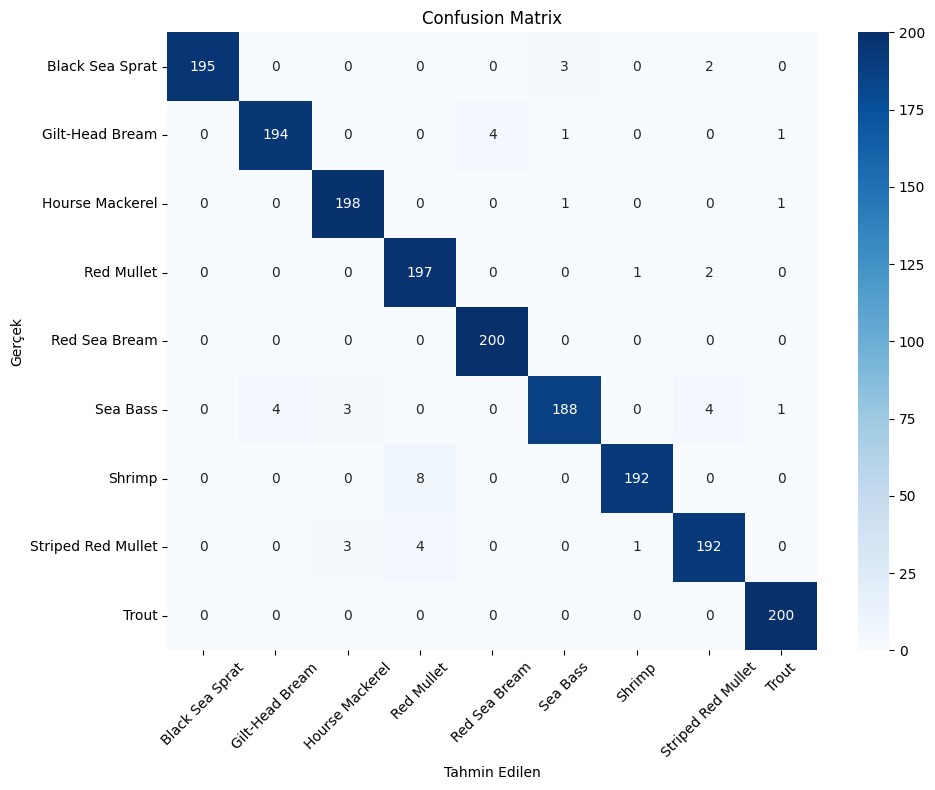 Confusion Matrix
Gerçek
Black Sea Sprat 195 0 0 0 0 3 0 2 0
Gilt-Head Bream 0 194 0 0 4 1 0 0 1
Hourse Mackerel 0 0 198 0 0 1 0 0 1
Red Mullet 0 0 0 197 0 0 1 2 0
Red Sea Bream 0 0 0 0 200 0 0 0 0
Sea Bass 0 4 3 0 0 188 0 4 1
Shrimp 0 0 0 8 0 0 192 0 0
Striped Red Mullet 0 0 3 4 0 0 1 192 0
Trout 0 0 0 0 0 0 0 0 200
Black Sea Sprat
Gilt-Head Bream
Hourse Mackerel
Red Mullet
Red Sea Bream
Sea Bass
Shrimp
Striped Red Mullet
Trout
Tahmin Edilen
200
175
150
125
100
75
50
25
0